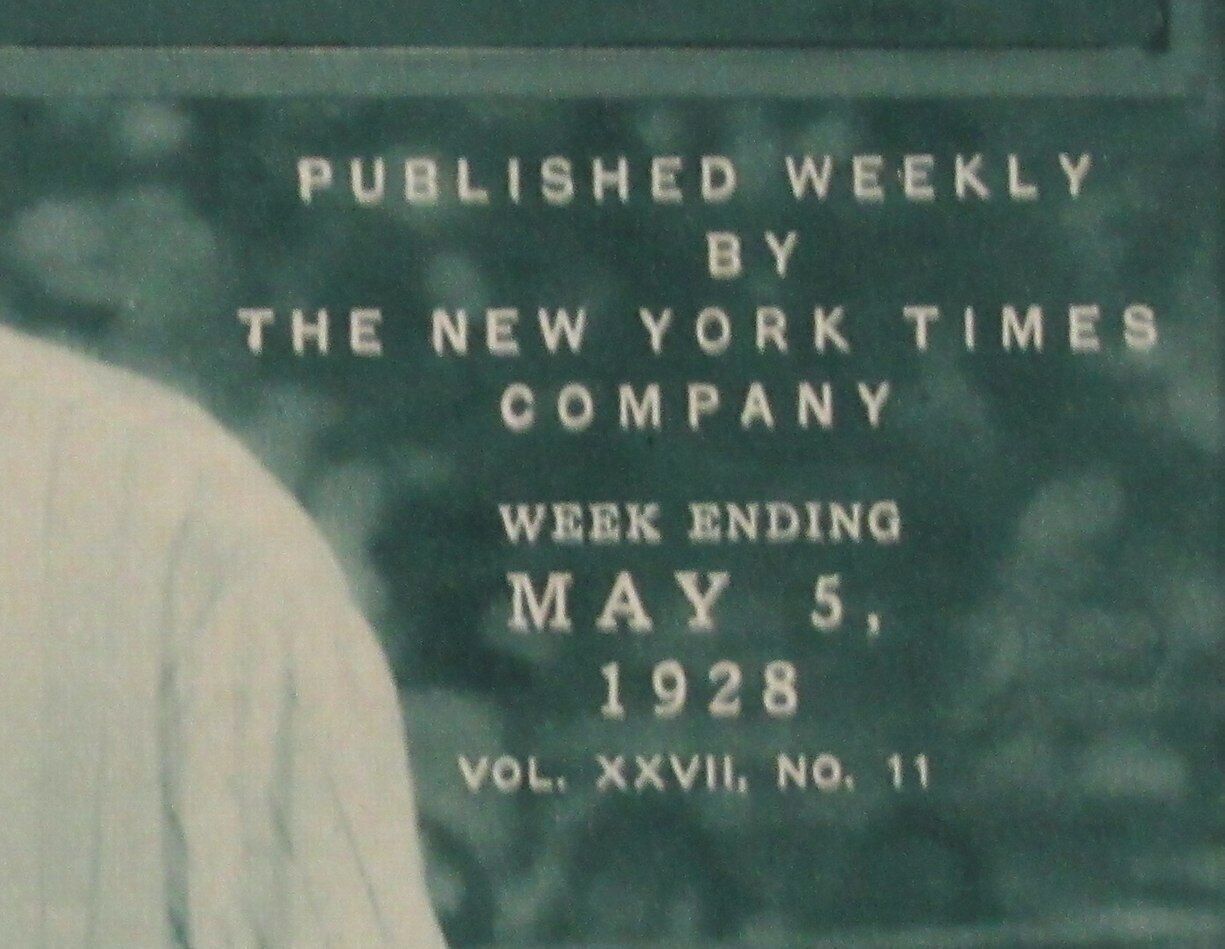 PUBLISHED WEEKLY
BY
THE NEW YORK TIMES
COMPANY
WEEK ENDING
MAY 5,
1928
VOL. XXVII, NO. 11